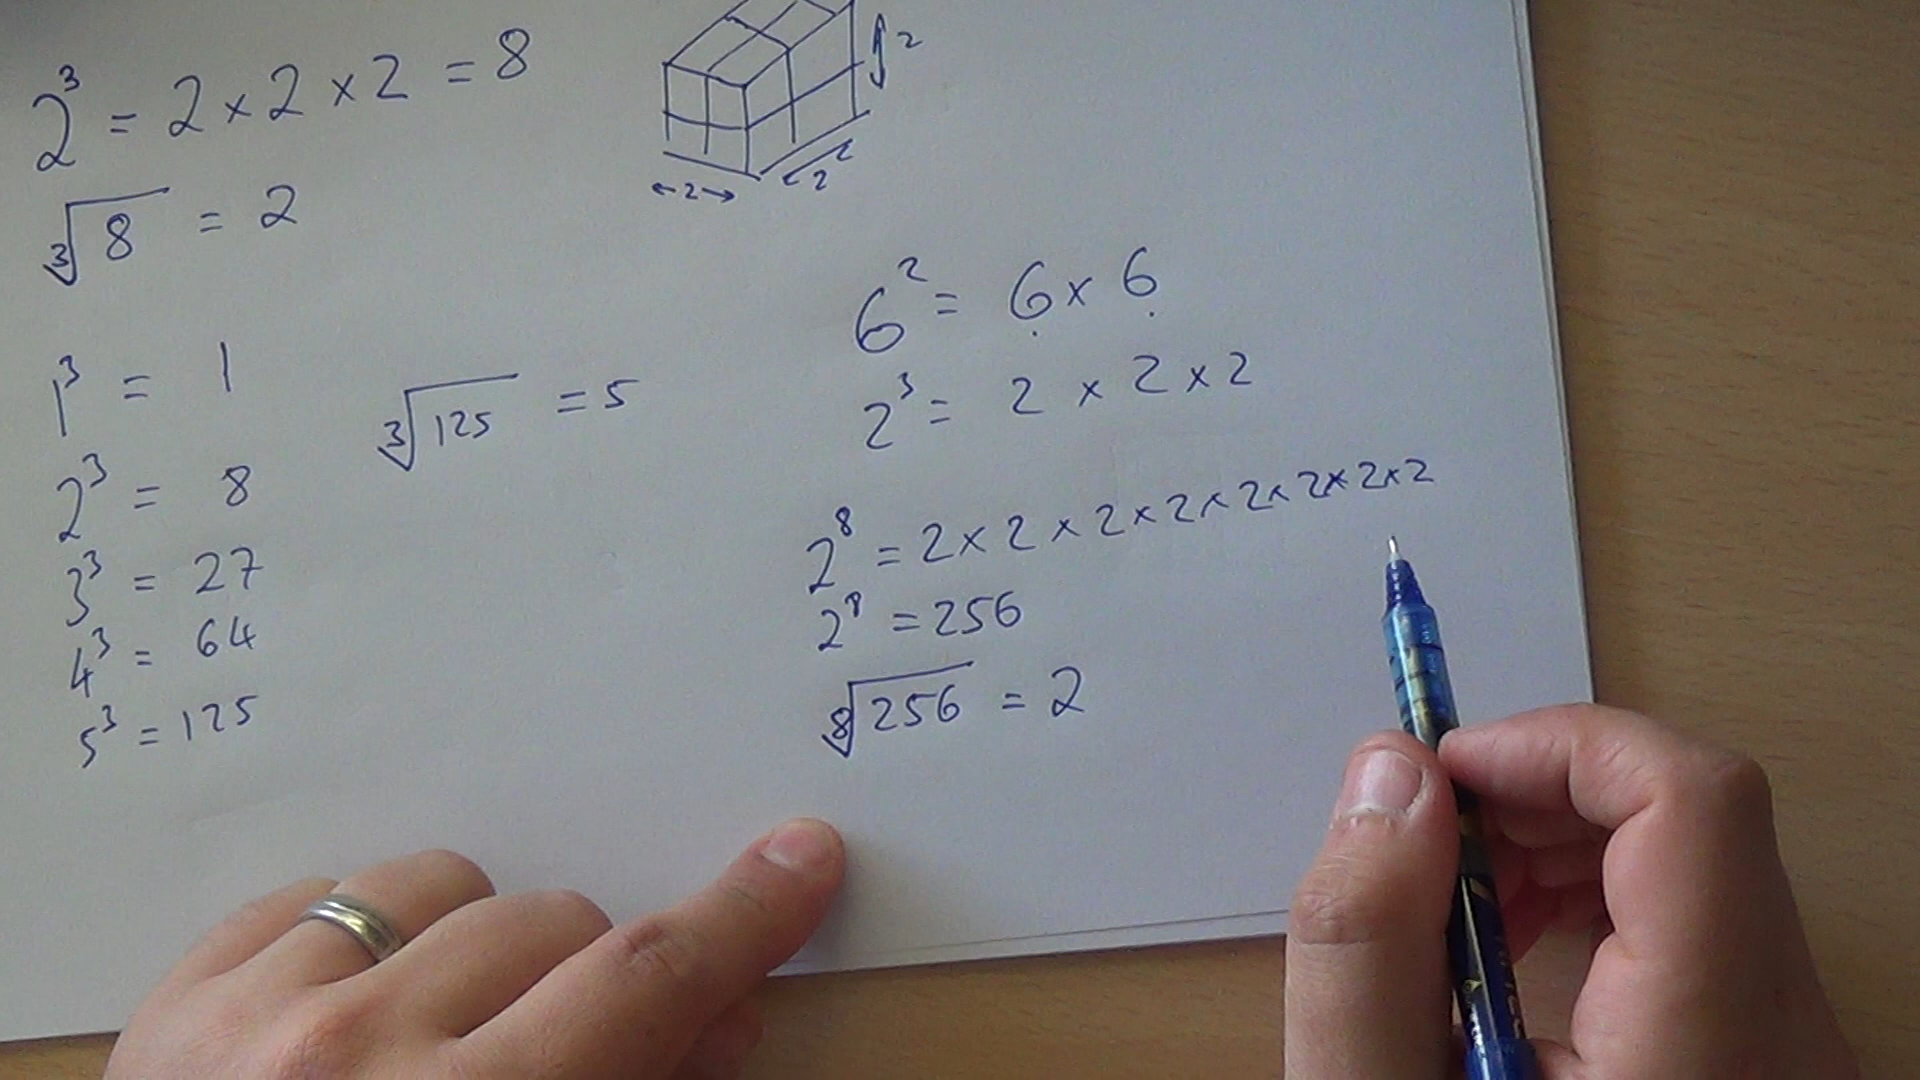 2³ = 2 × 2 × 2 = 8
∛8 = 2
2
2
2
1³ = 1
2³ = 8
3³ = 27
4³ = 64
5³ = 125
∛125 = 5
6² = 6 × 6
2³ = 2 × 2 × 2
2⁸ = 2 × 2 × 2 × 2 × 2 × 2 × 2 × 2
2⁸ = 256
⁸√256 = 2